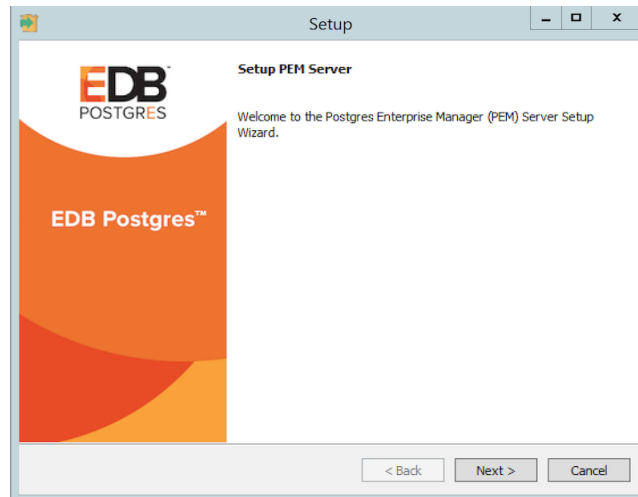 Setup
EDB
POSTGRES
Setup PEM Server
Welcome to the Postgres Enterprise Manager (PEM) Server Setup
Wizard.
EDB Postgres™
< Back
Next >
Cancel